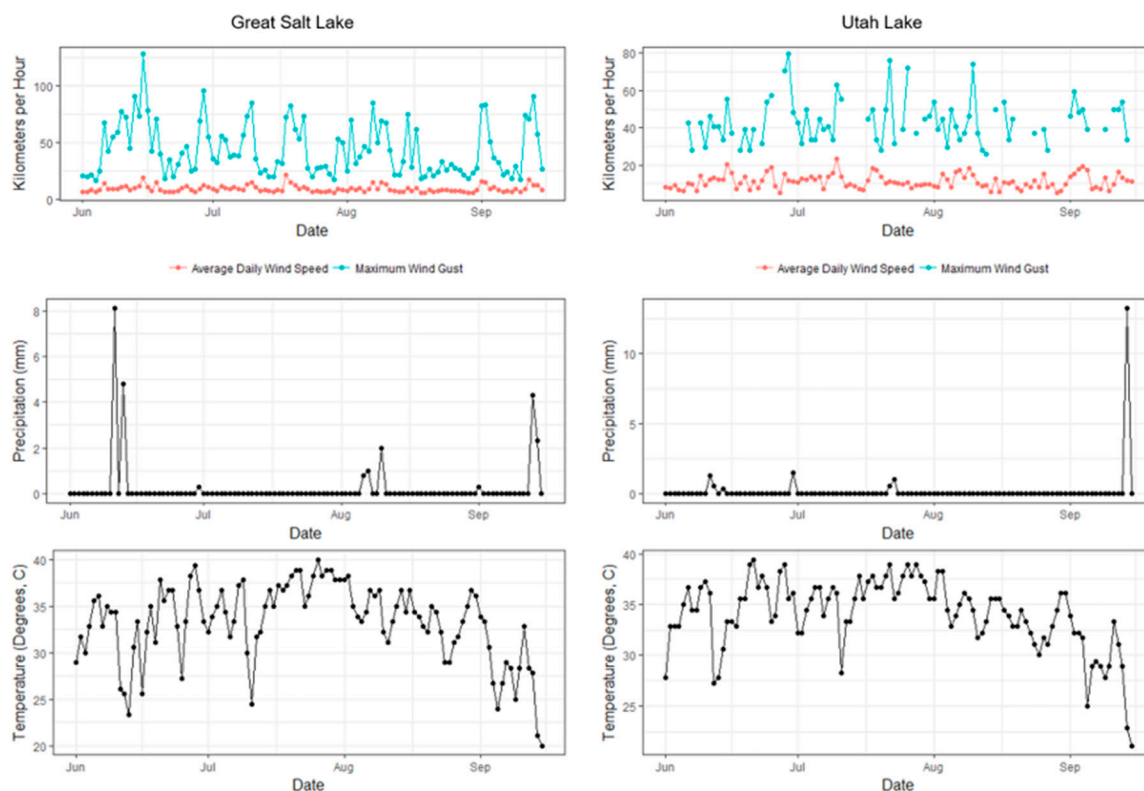 Great Salt Lake
Utah Lake
Kilometers per Hour
100
50
0
Jun Jul Aug Sep
Date
Kilometers per Hour
80
60
40
20
Jun Jul Aug Sep
Date
Average Daily Wind Speed Maximum Wind Gust
Average Daily Wind Speed Maximum Wind Gust
Precipitation (mm)
8
6
4
2
0
Jun Jul Aug Sep
Date
Precipitation (mm)
10
5
0
Jun Jul Aug Sep
Date
Temperature (Degrees, C)
40
35
30
25
20
Jun Jul Aug Sep
Date
Temperature (Degrees, C)
40
35
30
25
Jun Jul Aug Sep
Date